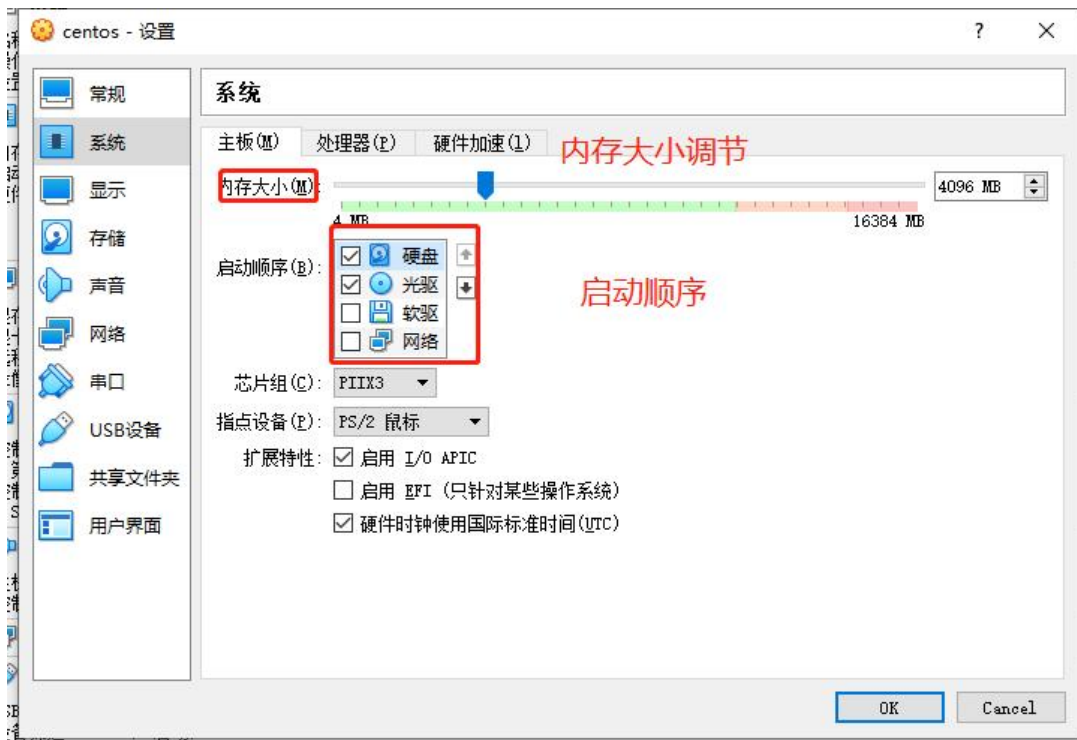 centos - 设置
?
常规
系统
显示
存储
声音
网络
串口
USB设备
共享文件夹
用户界面
系统
主板(M) 处理器(P) 硬件加速(l)
内存大小调节
内存大小(M):
4096 MB
4 MB 16384 MB
启动顺序(B):
硬盘
光驱
软驱
网络
启动顺序
芯片组(C): PIIX3
指点设备(P): PS/2 鼠标
扩展特性: 启用 I/O APIC
启用 EFI (只针对某些操作系统)
硬件时钟使用国际标准时间(UTC)
OK Cancel